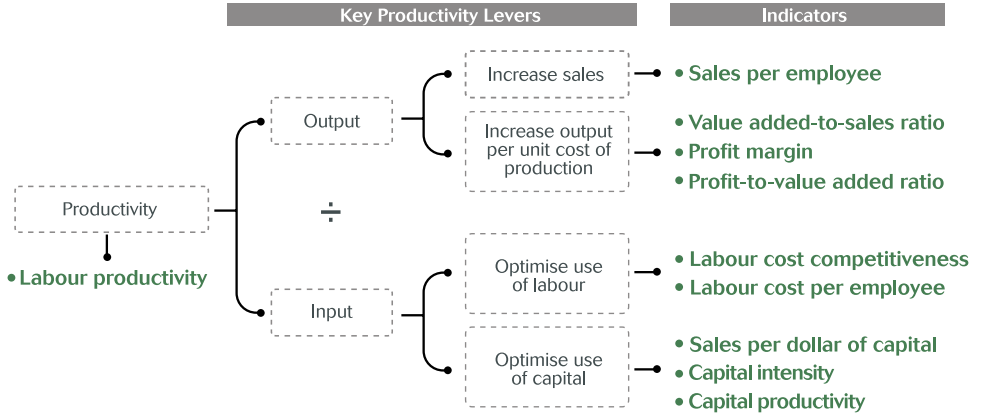 Key Productivity Levers
Indicators
Productivity
• Labour productivity
Output
÷
Input
Increase sales
Increase output
per unit cost of
production
Optimise use
of labour
Optimise use
of capital
• Sales per employee
• Value added-to-sales ratio
• Profit margin
• Profit-to-value added ratio
• Labour cost competitiveness
• Labour cost per employee
• Sales per dollar of capital
• Capital intensity
• Capital productivity